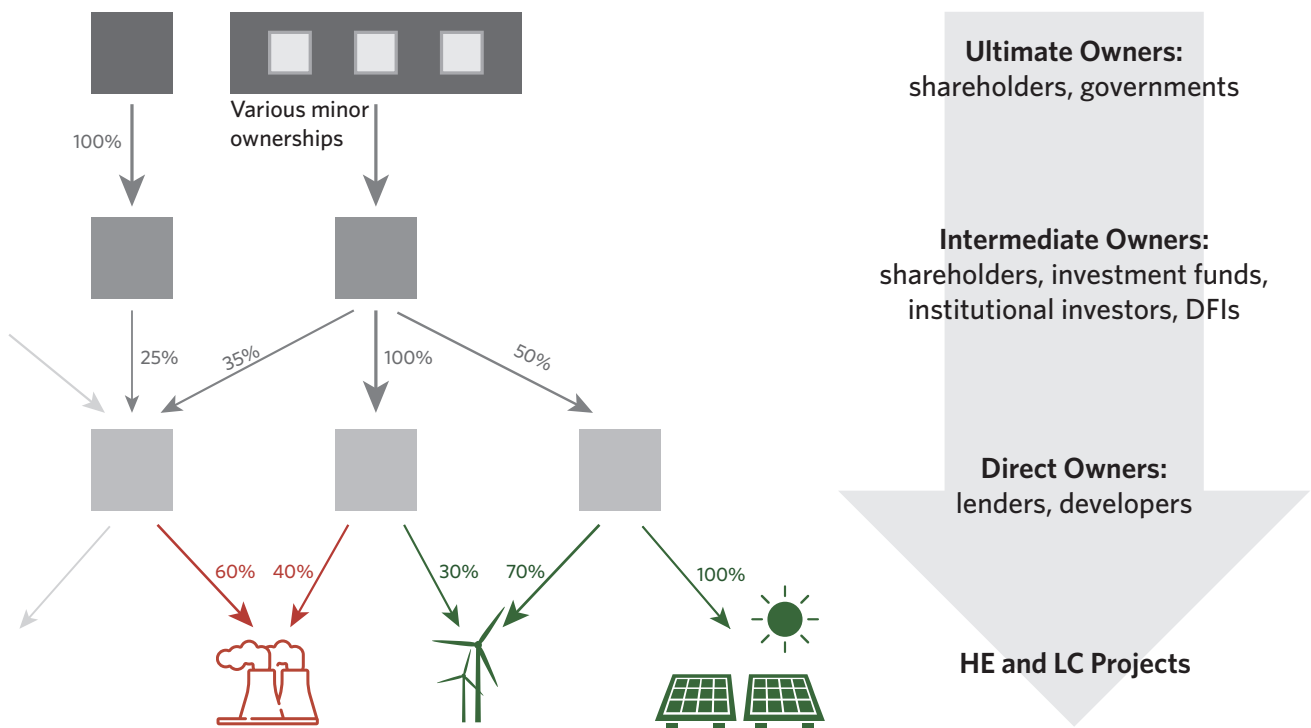 Various minor
ownerships
100%
25%
35%
100%
50%
60%
40%
30%
70%
100%
Ultimate Owners:
shareholders, governments
Intermediate Owners:
shareholders, investment funds,
institutional investors, DFIs
Direct Owners:
lenders, developers
HE and LC Projects